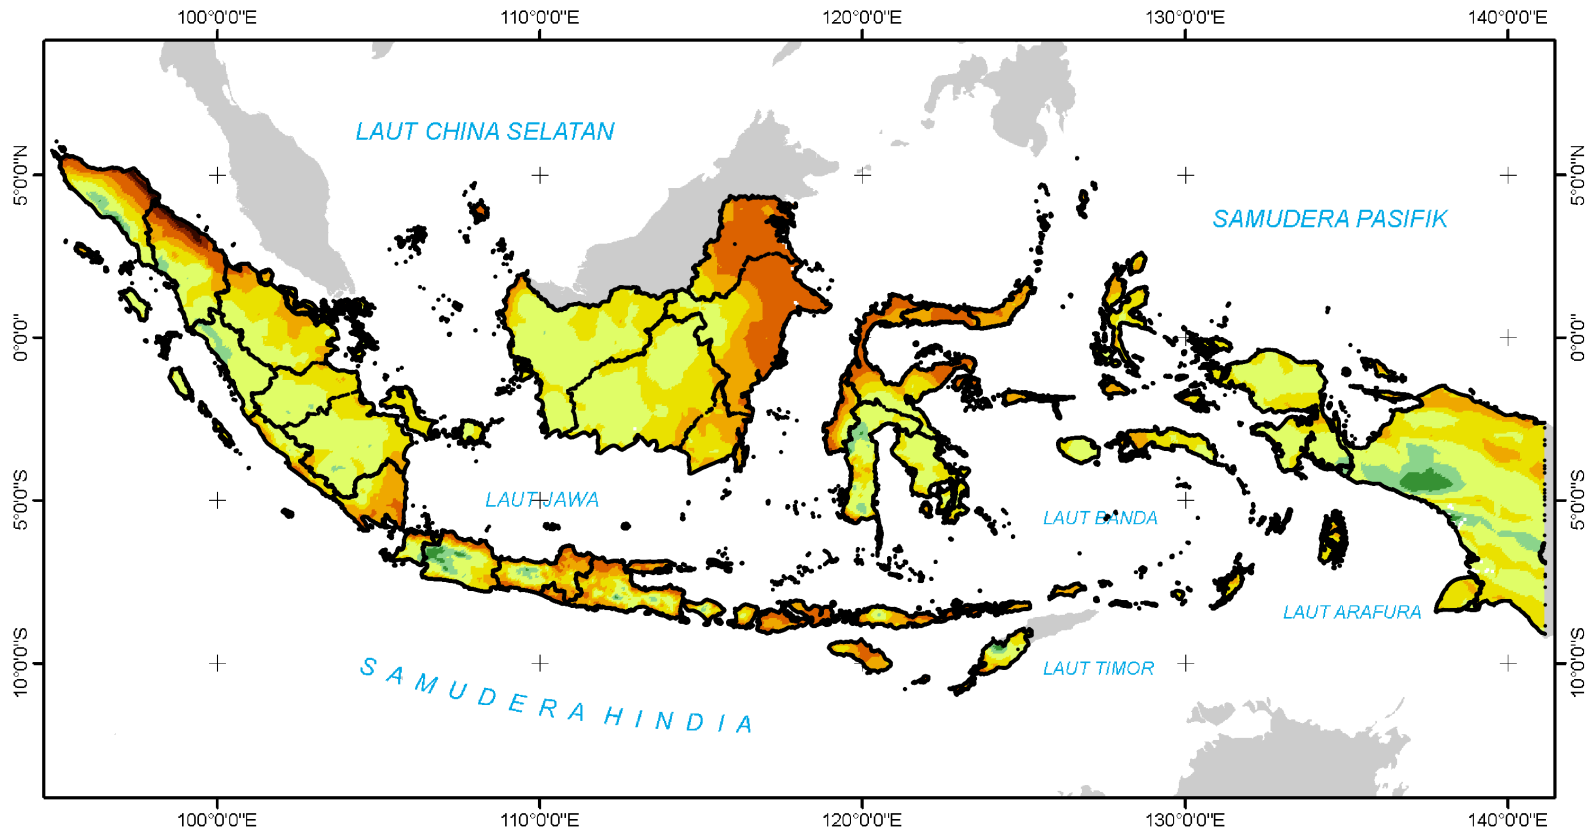 100°0'0"E 110°0'0"E 120°0'0"E 130°0'0"E 140°0'0"E
LAUT CHINA SELATAN
5°0'0"N 5°0'0"N
SAMUDERA PASIFIK
0°0'0" 0°0'0"
LAUT JAWA
5°0'0"S 5°0'0"S
LAUT BANDA
LAUT ARAFURA
10°0'0"S 10°0'0"S
LAUT TIMOR
SAMUDERA HINDIA
100°0'0"E 110°0'0"E 120°0'0"E 130°0'0"E 140°0'0"E